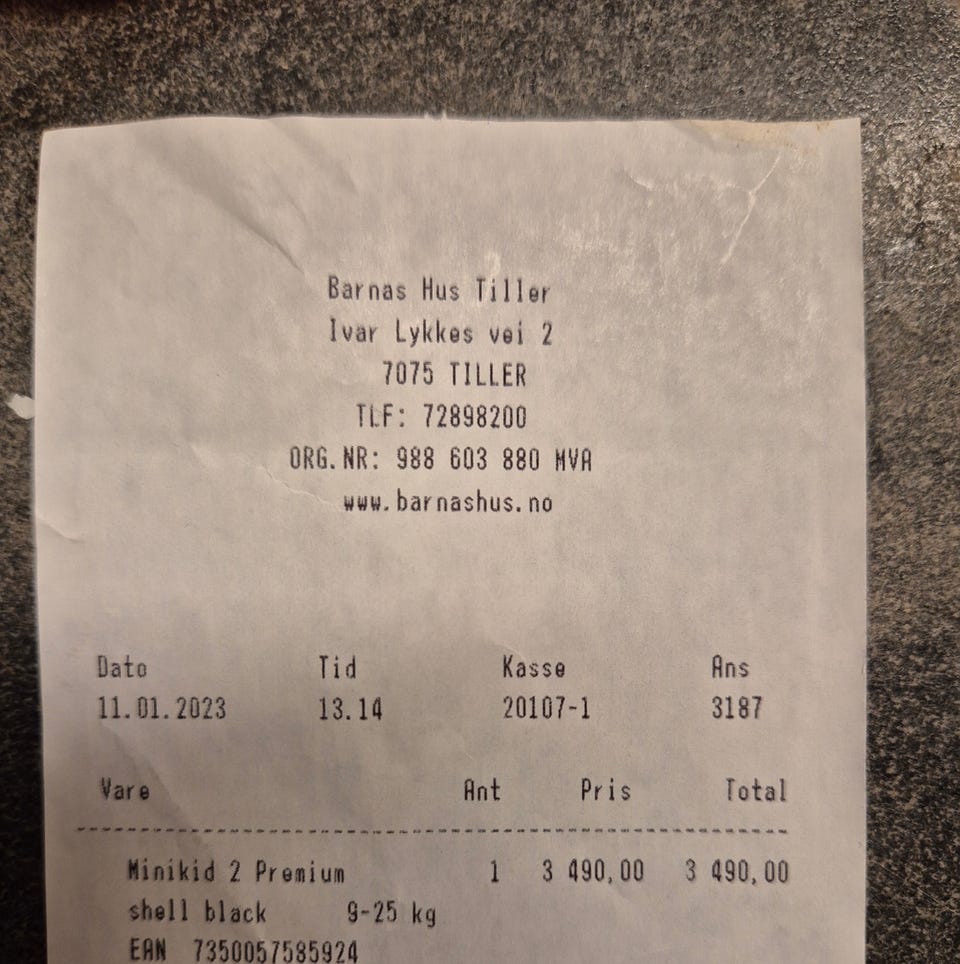 Barnas Hus Tiller
Ivar Lykkes vei 2
7075 TILLER
TLF: 72898200
ORG.NR: 988 603 880 MVA
www.barnashus.no
Dato Tid Kasse Ans
11.01.2023 13.14 20107-1 3187
Vare Ant Pris Total
Minikid 2 Premium 1 3 490,00 3 490,00
shell black 9-25 kg
EAN 7350057585924